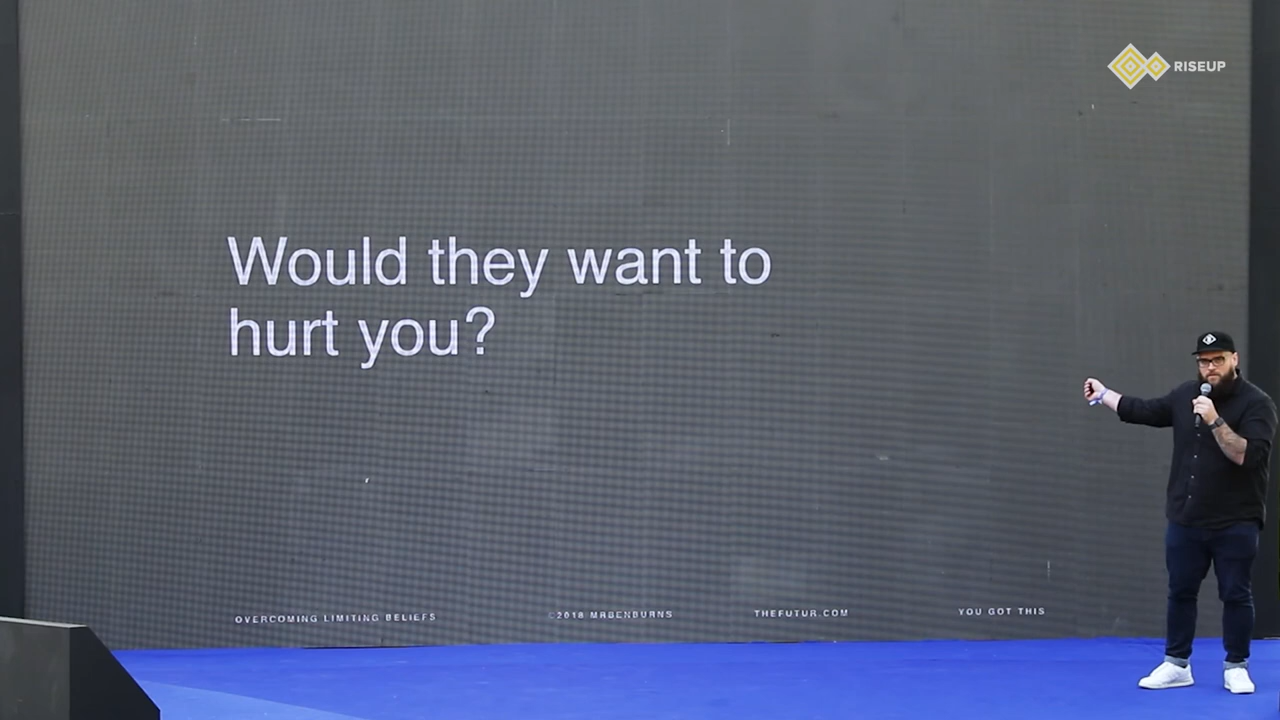 RISEUP
Would they want to
hurt you?
OVERCOMING LIMITING BELIEFS
©2018 MRBENBURNS
THEFUTUR.COM
YOU GOT THIS